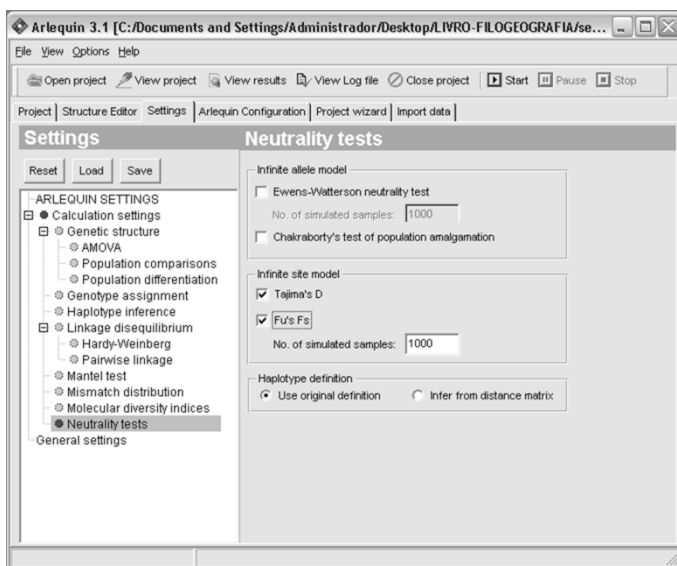 Arlequin 3.1 [C:/Documents and Settings/Administrador/Desktop/LIVRO-FILOGEOGRAFIA/se...
File View Options Help
Open project View project View results View Log file Close project Start Pause Stop
Project Structure Editor Settings Arlequin Configuration Project wizard Import data
Settings
Neutrality tests
Reset Load Save
ARLEQUIN SETTINGS
Calculation settings
Genetic structure
AMOVA
Population comparisons
Population differentiation
Genotype assignment
Haplotype inference
Linkage disequilibrium
Hardy-Weinberg
Pairwise linkage
Mantel test
Mismatch distribution
Molecular diversity indices
Neutrality tests
General settings
Infinite allele model
Ewens-Watterson neutrality test
No. of simulated samples: 1000
Chakraborty's test of population amalgamation
Infinite site model
Tajima's D
Fu's Fs
No. of simulated samples: 1000
Haplotype definition
Use original definition Infer from distance matrix